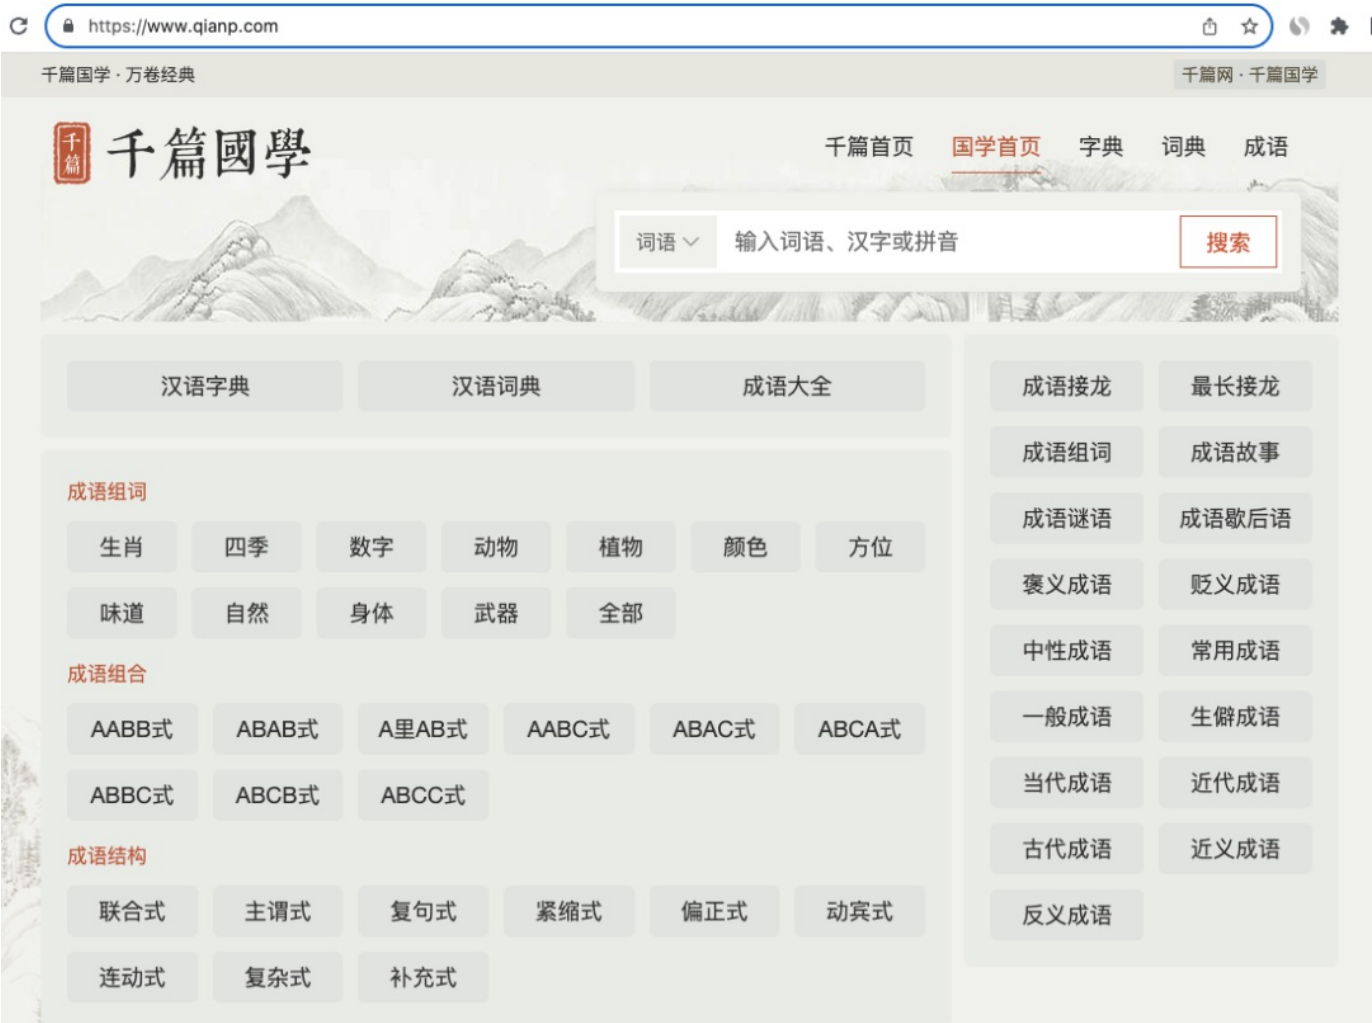 https://www.qianp.com
千篇国学 · 万卷经典
千篇网 · 千篇国学
千篇
千篇國學
千篇首页 国学首页 字典 词典 成语
词语 输入词语、汉字或拼音 搜索
汉语字典 汉语词典 成语大全
成语组词
生肖 四季 数字 动物 植物 颜色 方位
味道 自然 身体 武器 全部
成语组合
AABB式 ABAB式 A里AB式 AABC式 ABAC式 ABCA式
ABBC式 ABCB式 ABCC式
成语结构
联合式 主谓式 复句式 紧缩式 偏正式 动宾式
连动式 复杂式 补充式
成语接龙 最长接龙
成语组词 成语故事
成语谜语 成语歇后语
褒义成语 贬义成语
中性成语 常用成语
一般成语 生僻成语
当代成语 近代成语
古代成语 近义成语
反义成语